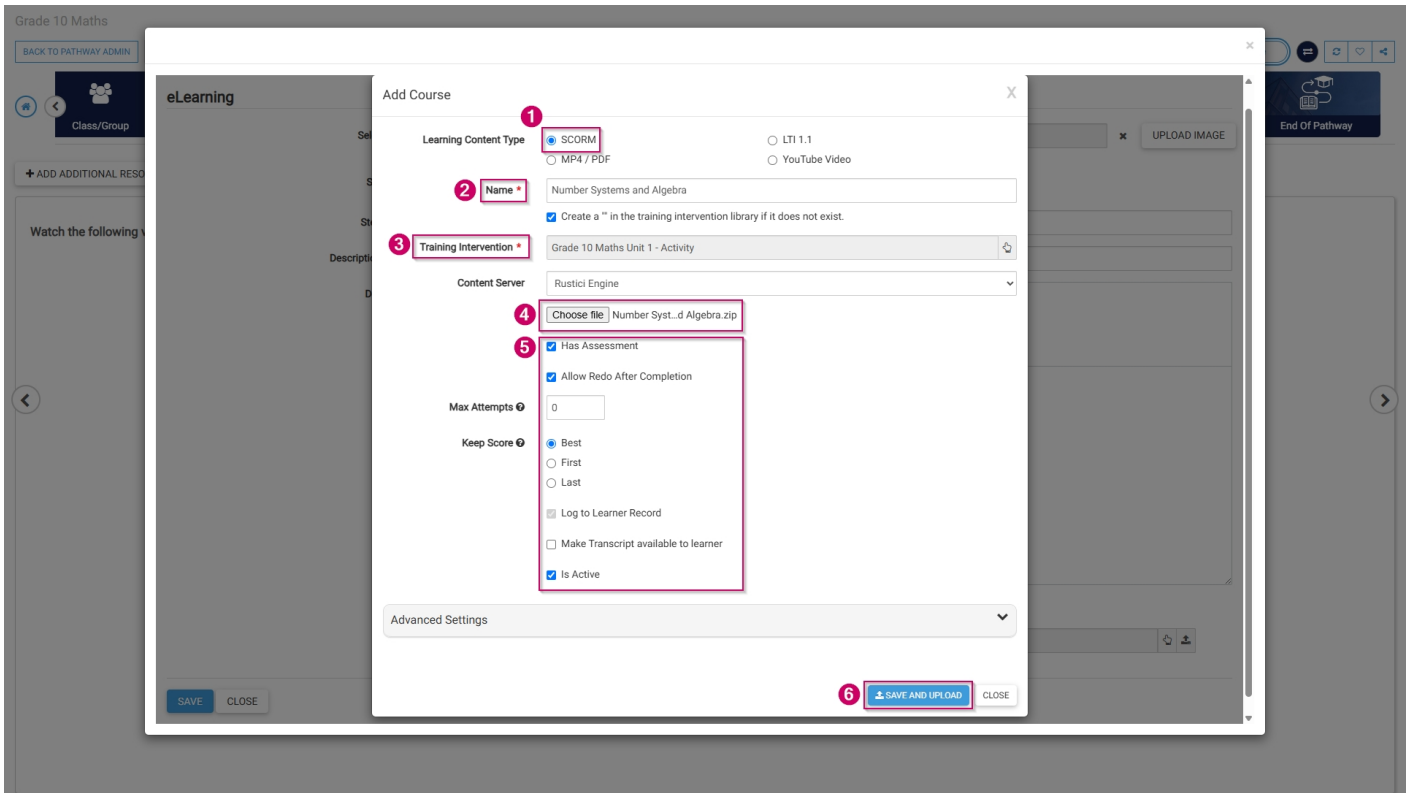 Grade 10 Maths
BACK TO PATHWAY ADMIN
×
Class/Group
End Of Pathway
+ ADD ADDITIONAL RESO
Watch the following v
eLearning
Sel
UPLOAD IMAGE
S
Ste
Descriptio
D
Add Course
X
1
Learning Content Type
SCORM
LTI 1.1
MP4 / PDF
YouTube Video
2 Name *
Number Systems and Algebra
Create a "" in the training intervention library if it does not exist.
3 Training Intervention *
Grade 10 Maths Unit 1 - Activity
Content Server
Rustici Engine
4 Choose file Number Syst...d Algebra.zip
5 Has Assessment
Allow Redo After Completion
Max Attempts ?
0
Keep Score ?
Best
First
Last
Log to Learner Record
Make Transcript available to learner
Is Active
Advanced Settings
6 SAVE AND UPLOAD
CLOSE
SAVE
CLOSE